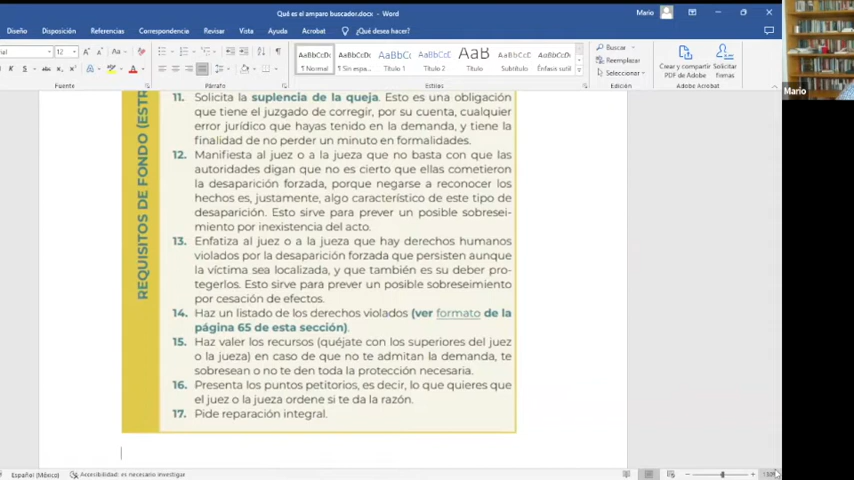 Qué es el amparo buscador.docx - Word
Mario
Diseño Disposición Referencias Correspondencia Revisar Vista Ayuda Acrobat ¿Qué desea hacer?
12 Aa
AaBbCcDc AaBbCcDc AaBbCc AaBbCcC AaB AaBbCcC AaBbCcDc
1 Normal 1 Sin espa... Título 1 Título 2 Título Subtítulo Énfasis sutil
Buscar
Reemplazar
Seleccionar
Crear y compartir PDF de Adobe
Solicitar firmas
Fuente Párrafo Estilos Edición Adobe Acrobat
Mario
REQUISITOS DE FONDO (ESTR
11. Solicita la suplencia de la queja. Esto es una obligación
que tiene el juzgado de corregir, por su cuenta, cualquier
error jurídico que hayas tenido en la demanda, y tiene la
finalidad de no perder un minuto en formalidades.
12. Manifiesta al juez o a la jueza que no basta con que las
autoridades digan que no es cierto que ellas cometieron
la desaparición forzada, porque negarse a reconocer los
hechos es, justamente, algo característico de este tipo de
desaparición. Esto sirve para prever un posible sobresei-
miento por inexistencia del acto.
13. Enfatiza al juez o a la jueza que hay derechos humanos
violados por la desaparición forzada que persisten aunque
la víctima sea localizada, y que también es su deber pro-
tegerlos. Esto sirve para prever un posible sobreseimiento
por cesación de efectos.
14. Haz un listado de los derechos violados (ver formato de la
página 65 de esta sección).
15. Haz valer los recursos (quéjate con los superiores del juez
o la jueza) en caso de que no te admitan la demanda, te
sobresean o no te den toda la protección necesaria.
16. Presenta los puntos petitorios, es decir, lo que quieres que
el juez o la jueza ordene si te da la razón.
17. Pide reparación integral.
Español (México) Accesibilidad: es necesario investigar